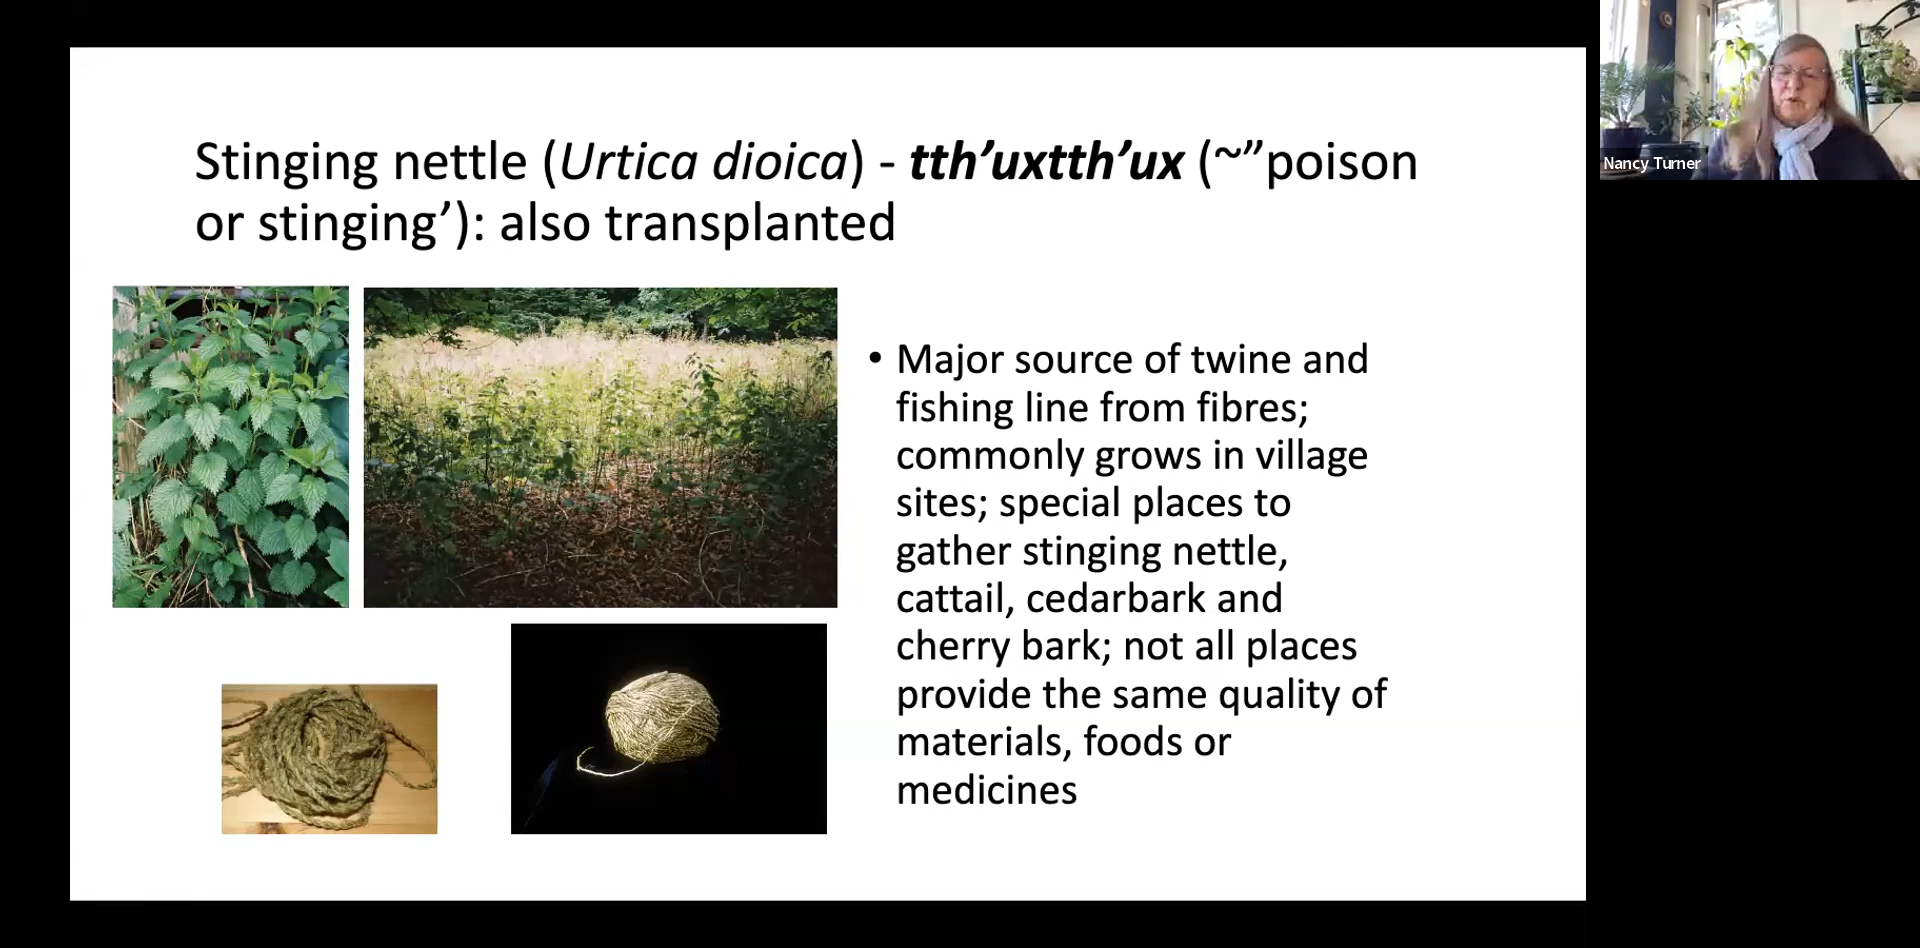 Stinging nettle (Urtica dioica) - tth’uxtth’ux (~”poison
or stinging’): also transplanted
• Major source of twine and
fishing line from fibres;
commonly grows in village
sites; special places to
gather stinging nettle,
cattail, cedarbark and
cherry bark; not all places
provide the same quality of
materials, foods or
medicines
Nancy Turner